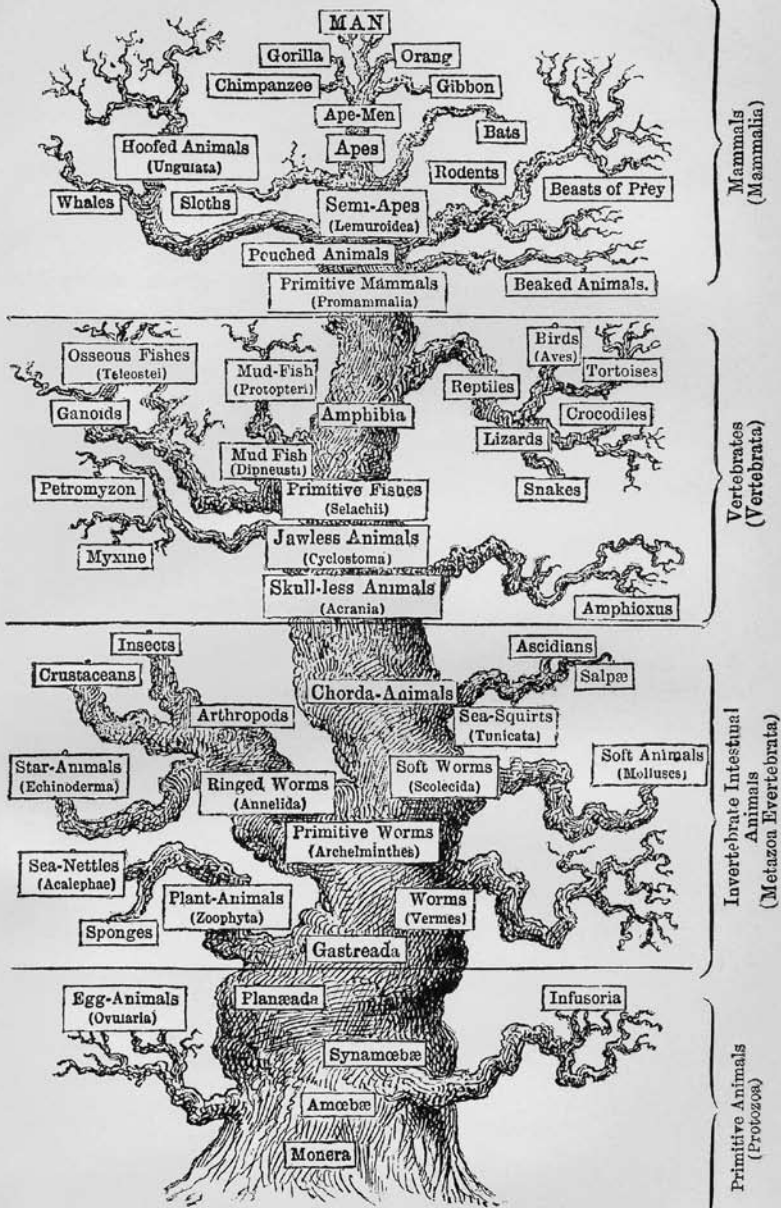 MAN
Gorilla
Orang
Chimpanzee
Gibbon
Ape-Men
Bats
Hoofed Animals
(Ungulata)
Apes
Rodents
Beasts of Prey
Whales
Sloths
Semi-Apes
(Lemuroidea)
Pouched Animals
Primitive Mammals
(Promammalia)
Beaked Animals.
Mammals
(Mammalia)
Osseous Fishes
(Teleostei)
Mud-Fish
(Protopteri)
Birds
(Aves)
Tortoises
Reptiles
Ganoids
Amphibia
Crocodiles
Lizards
Mud Fish
(Dipneusti)
Petromyzon
Primitive Fishes
(Selachii)
Snakes
Myxine
Jawless Animals
(Cyclostoma)
Skull-less Animals
(Acrania)
Amphioxus
Vertebrates
(Vertebrata)
Insects
Ascidians
Crustaceans
Salpæ
Chorda-Animals
Arthropods
Sea-Squirts
(Tunicata)
Star-Animals
(Echinoderma)
Ringed Worms
(Annelida)
Soft Worms
(Scolecida)
Soft Animals
(Molluscs)
Primitive Worms
(Archelminthes)
Sea-Nettles
(Acalephae)
Plant-Animals
(Zoophyta)
Worms
(Vermes)
Sponges
Gastreada
Invertebrate Intestinal
Animals
(Metazoa Evertebrata)
Egg-Animals
(Ovularia)
Planæada
Infusoria
Synamœbæ
Amœbæ
Monera
Primitive Animals
(Protozoa)